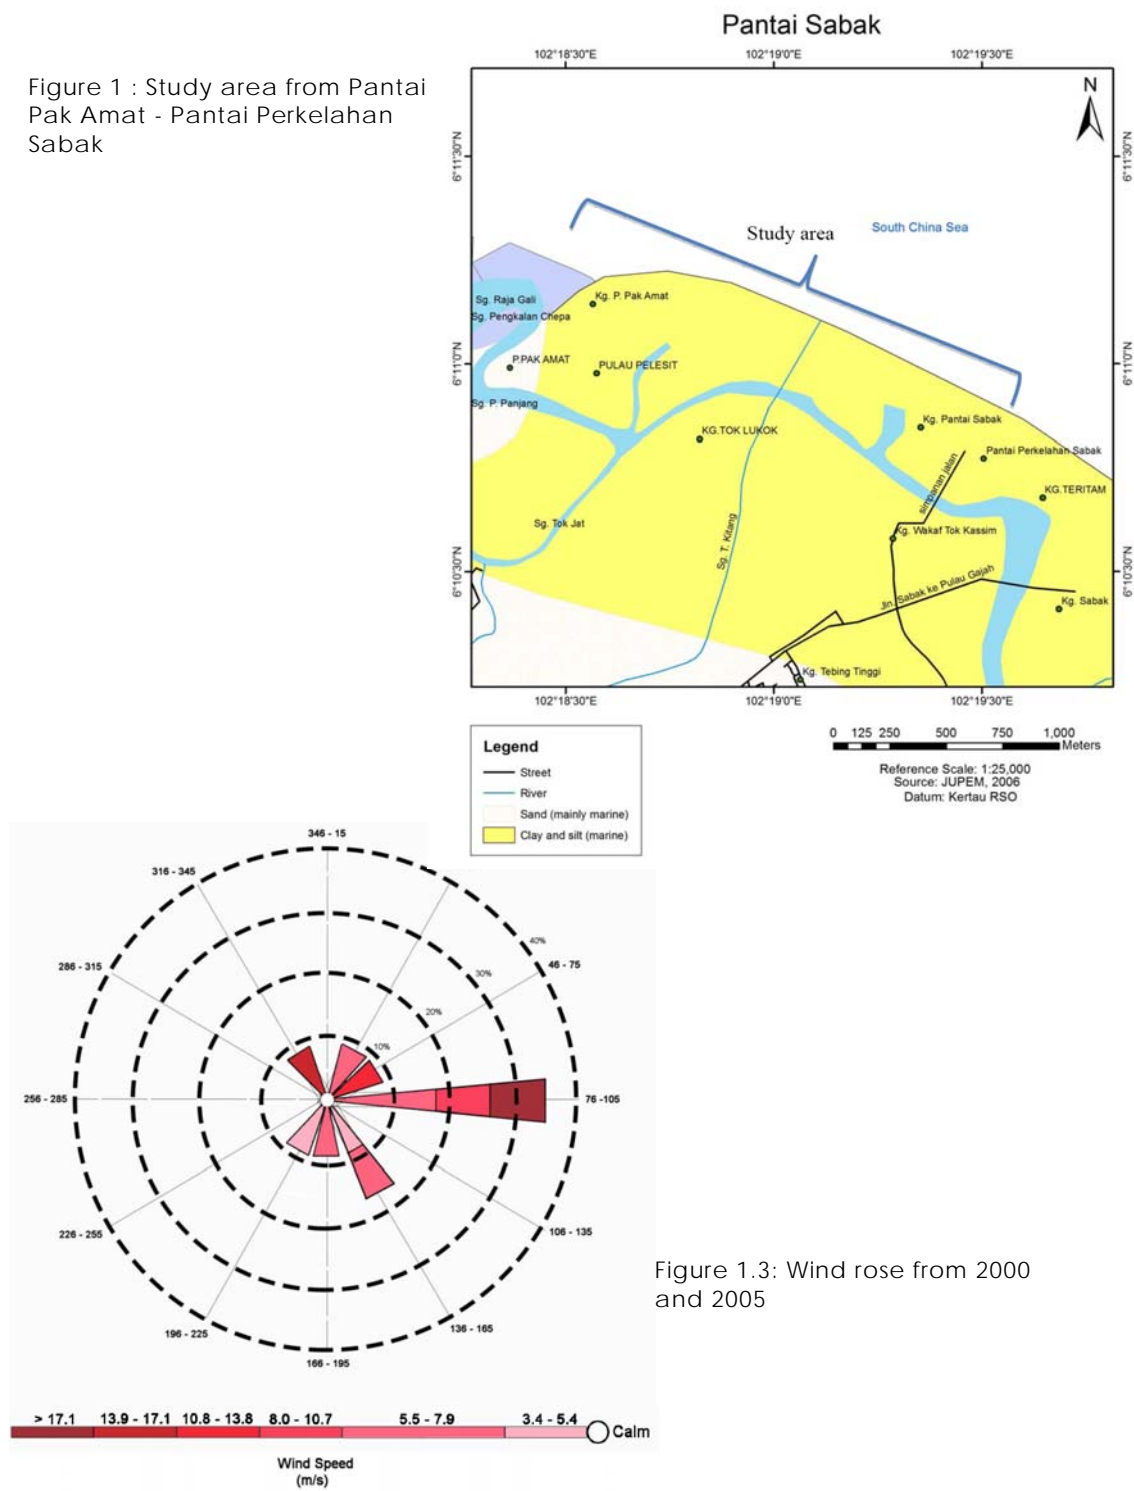 Pantai Sabak
Figure 1 : Study area from Pantai
Pak Amat - Pantai Perkelahan
Sabak
102°18'30"E
102°19'0"E
102°19'30"E
N
6°11'30"N
6°11'30"N
Study area
South China Sea
Sg. Raja Gali
Kg. P. Pak Amat
Sg. Pengkalan Chepa
6°11'0"N
6°11'0"N
P.PAK AMAT
PULAU PELESIT
Sg. P. Panjang
KG.TOK LUKOK
Kg. Pantai Sabak
Pantai Perkelahan Sabak
simpanan jalan
KG.TERITAM
Sg. Tok Jat
Sg. T. Kitang
Kg. Wakaf Tok Kassim
6°10'30"N
6°10'30"N
Jln. Sabak ke Pulau Gajah
Kg. Sabak
Kg. Tebing Tinggi
102°18'30"E
102°19'0"E
102°19'30"E
Legend
Street
River
Sand (mainly marine)
Clay and silt (marine)
0 125 250 500 750 1,000
Meters
Reference Scale: 1:25,000
Source: JUPEM, 2006
Datum: Kertau RSO
346 - 15
316 - 345
40%
286 - 315
46 - 75
30%
20%
10%
256 - 285
76 -105
226 - 255
106 - 135
196 - 225
136 - 165
166 - 195
Figure 1.3: Wind rose from 2000
and 2005
> 17.1 13.9 - 17.1 10.8 - 13.8 8.0 - 10.7 5.5 - 7.9 3.4 - 5.4
Calm
Wind Speed
(m/s)